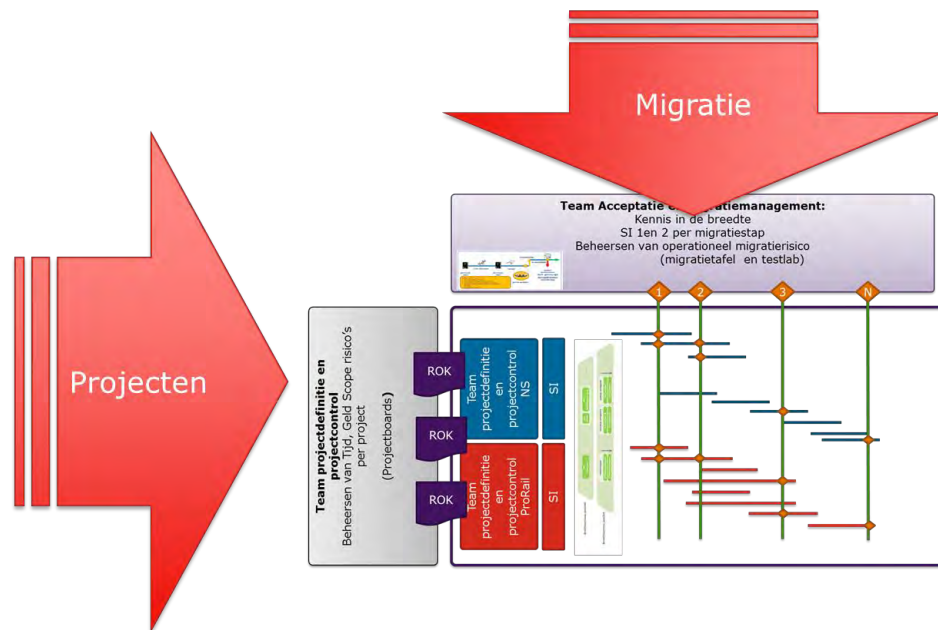 Migratie
Team Acceptatie
atiemanagement:
Kennis in de breedte
SI 1en 2 per migratiestap
Beheersen van operationeel migratierisico
(migratietafel en testlab)
1 2 3 N
Projecten
Team projectdefinitie en
projectcontrol
Beheersen van Tijd, Geld Scope risico's
per project
(Projectboards)
ROK
ROK
ROK
Team
projectdefinitie
en
projectcontrol
NS
SI
Team
projectdefinitie
en
projectcontrol
ProRail
SI